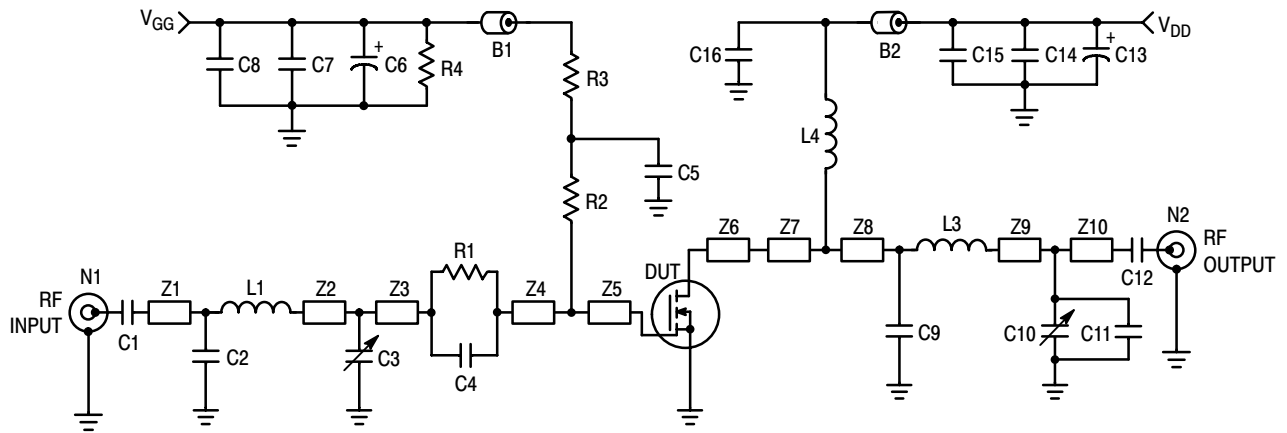 V_GG
B1
C8
C7
+
C6
R4
R3
C5
R2
C16
B2
V_DD
C15
C14
+
C13
L4
N1
RF
INPUT
C1
Z1
C2
L1
Z2
C3
Z3
R1
C4
Z4
Z5
DUT
Z6
Z7
Z8
C9
L3
Z9
Z10
C10
C11
C12
N2
RF
OUTPUT